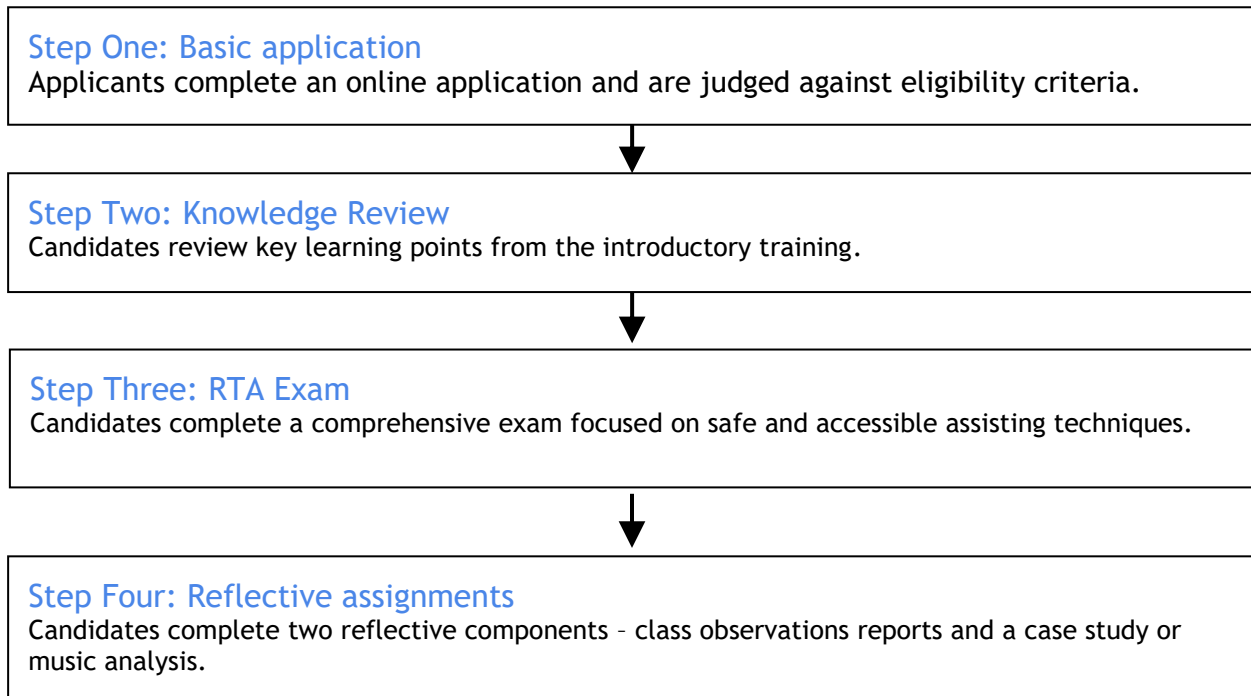 Step One: Basic application
Applicants complete an online application and are judged against eligibility criteria.
Step Two: Knowledge Review
Candidates review key learning points from the introductory training.
Step Three: RTA Exam
Candidates complete a comprehensive exam focused on safe and accessible assisting techniques.
Step Four: Reflective assignments
Candidates complete two reflective components – class observations reports and a case study or
music analysis.